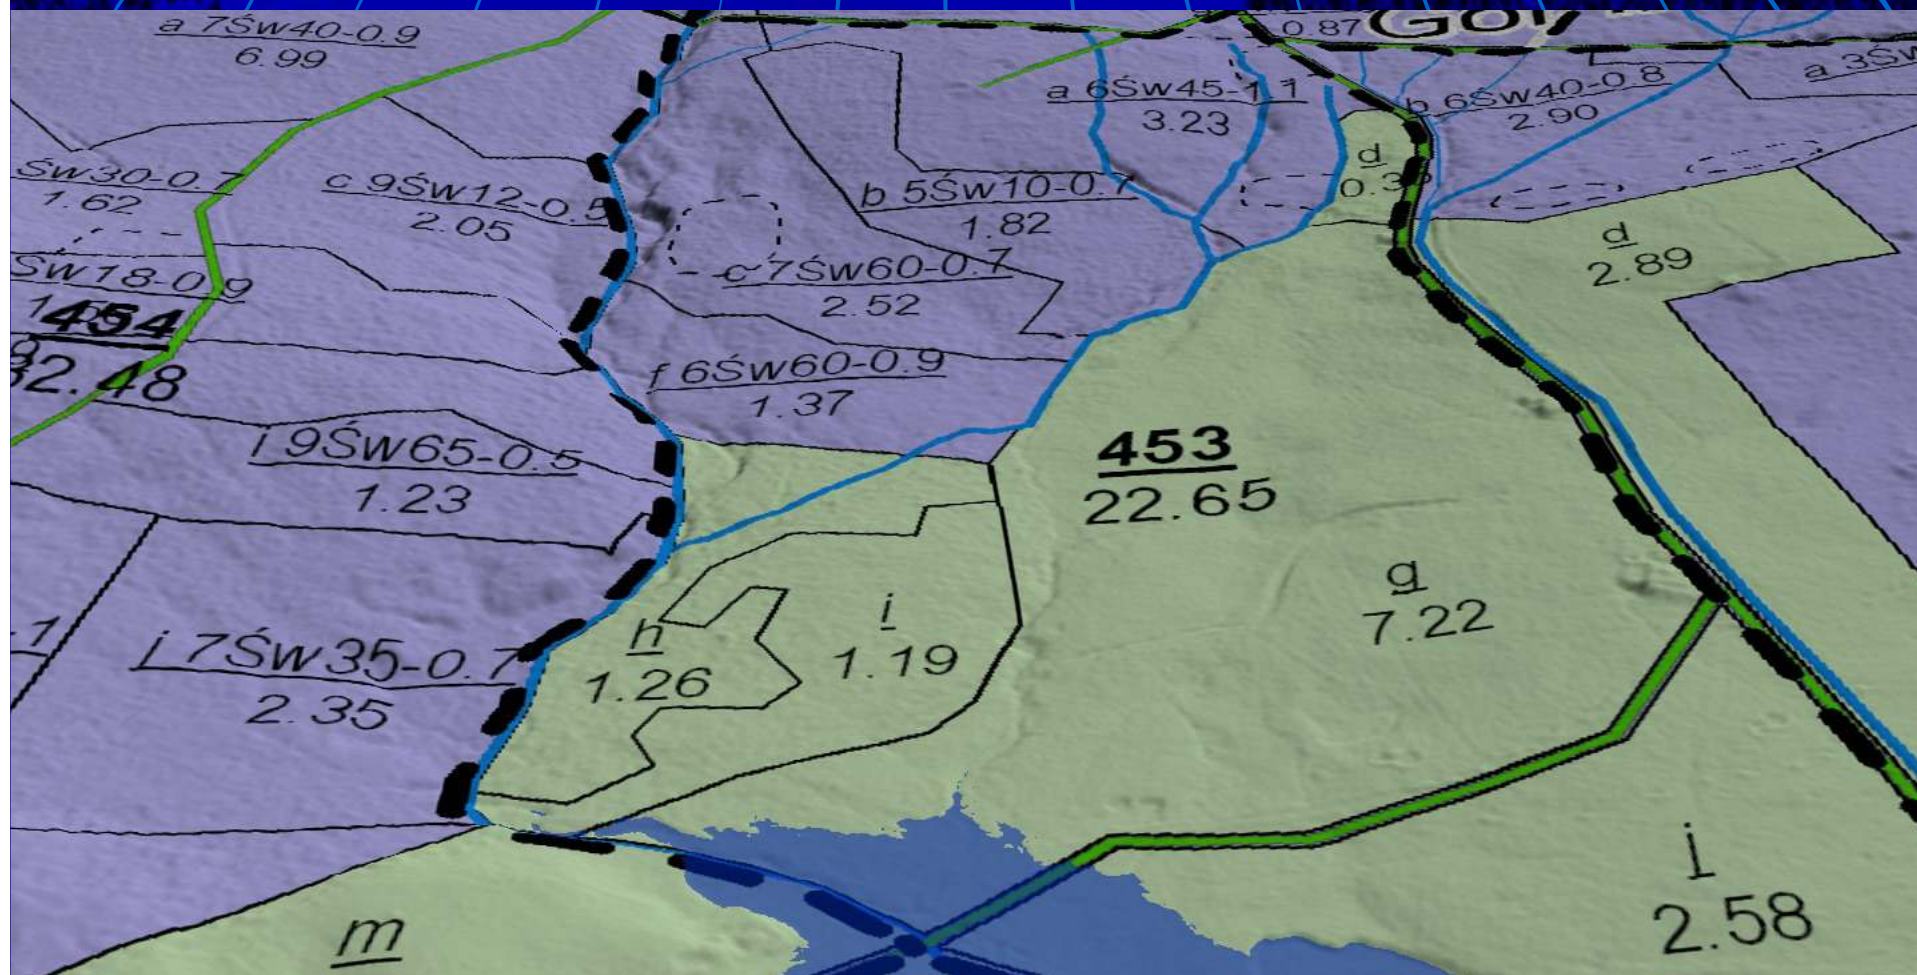 a 7Św40-0.9
6.99
0.87
Goy
a 6Św45-1.1
3.23
b 6Św40-0.8
2.90
a 3Św
d
Św30-0.7
1.62
c 9Św12-0.5
2.05
b 5Św10-0.7
1.82
d
2.89
Św18-0.9
c 7Św60-0.7
2.52
454
32.48
f 6Św60-0.9
1.37
453
22.65
i 9Św65-0.5
1.23
g
7.22
h
1.26
i
1.19
j 7Św35-0.7
2.35
j
2.58
m